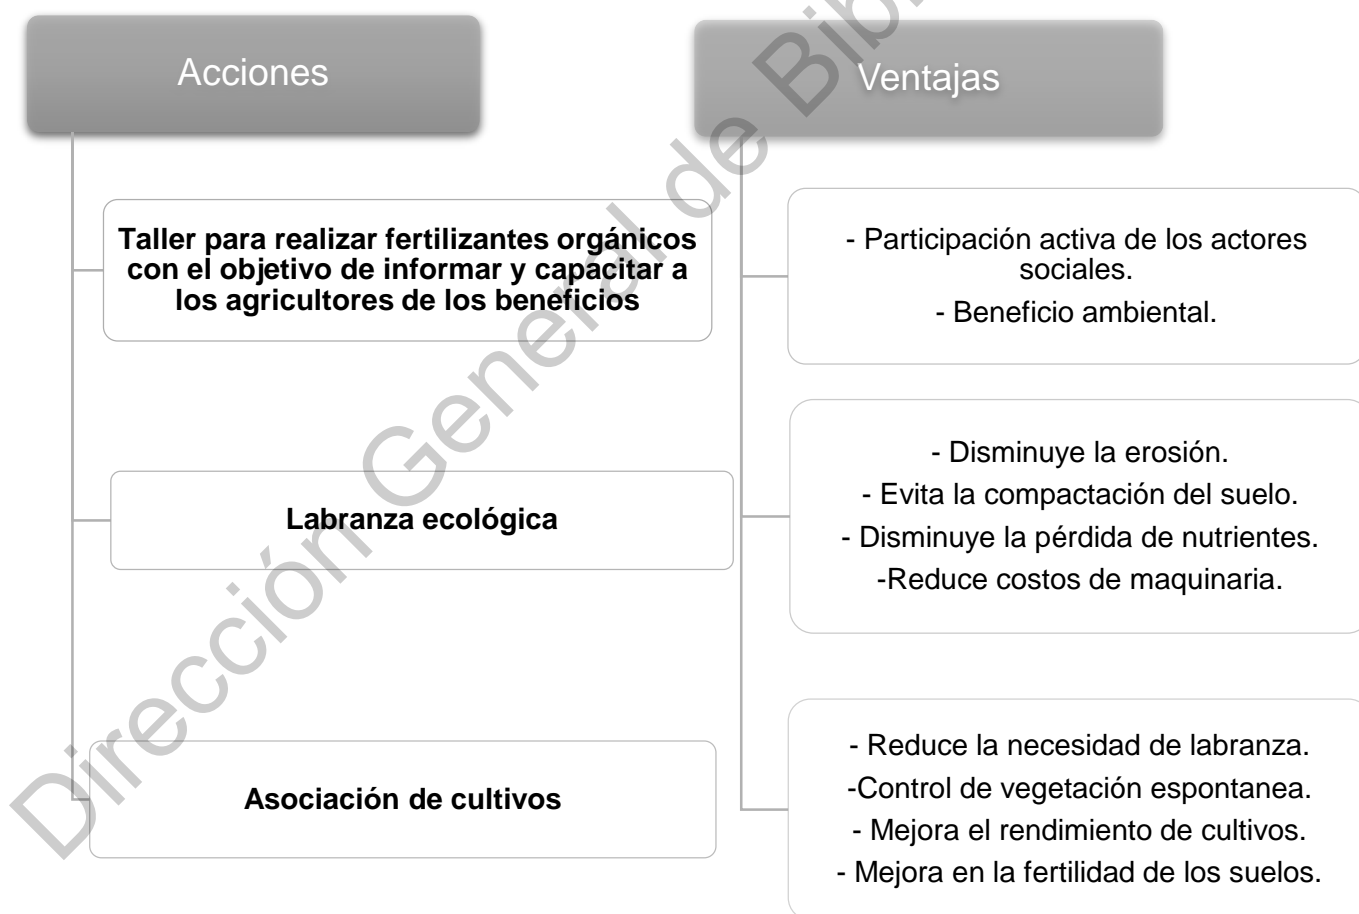 Acciones
Taller para realizar fertilizantes orgánicos
con el objetivo de informar y capacitar a
los agricultores de los beneficios
Labranza ecológica
Asociación de cultivos
Ventajas
- Participación activa de los actores
sociales.
- Beneficio ambiental.
- Disminuye la erosión.
- Evita la compactación del suelo.
- Disminuye la pérdida de nutrientes.
-Reduce costos de maquinaria.
- Reduce la necesidad de labranza.
-Control de vegetación espontanea.
- Mejora el rendimiento de cultivos.
- Mejora en la fertilidad de los suelos.
Dirección General de